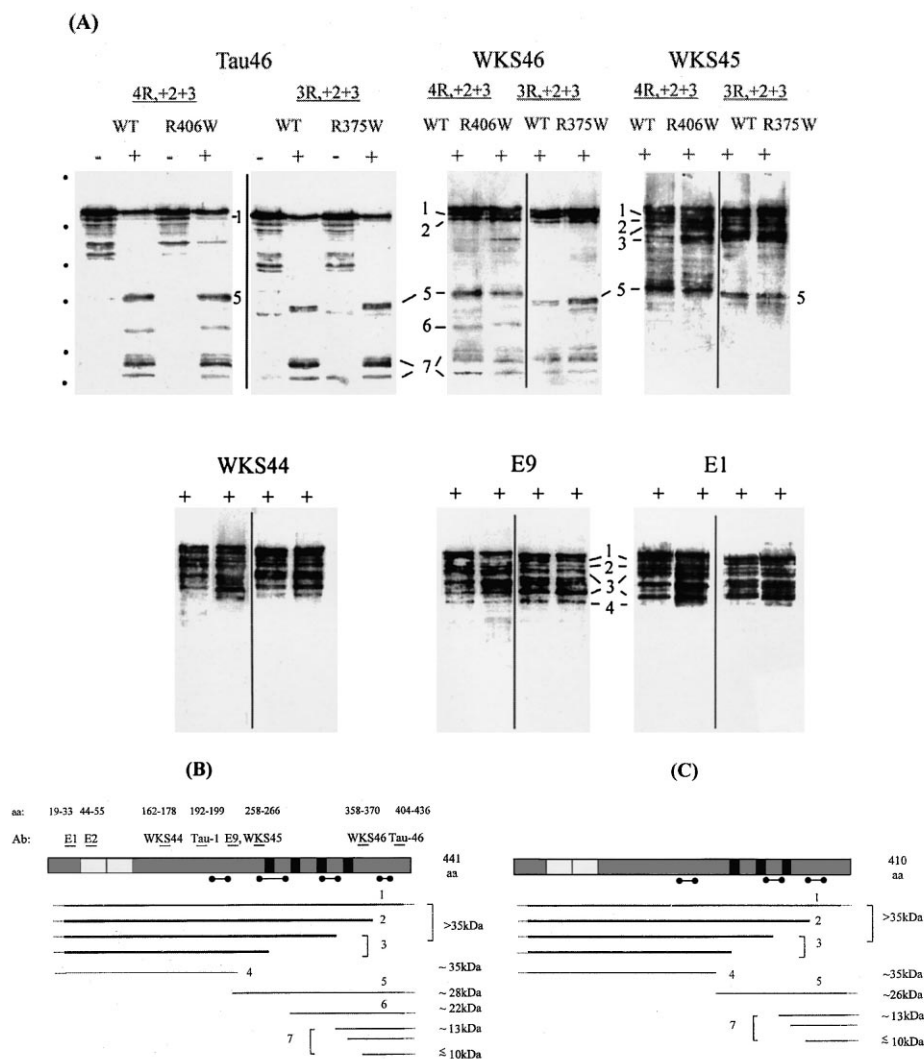 (A)
Tau46 WKS46 WKS45
4R,+2+3 3R,+2+3 4R,+2+3 3R,+2+3 4R,+2+3 3R,+2+3
WT R406W WT R375W WT R406W WT R375W WT R406W WT R375W
- + - + - + - + + + + + + + + +
1 1 1
2 2
3
5 5 5 5
6
7 7
WKS44 E9 E1
+ + + + + + + + + + + +
1
2
3
4
(B) (C)
aa: 19-33 44-55 162-178 192-199 258-266 358-370 404-436
Ab: E1 E2 WKS44 Tau-1 E9, WKS45 WKS46 Tau-46
441 aa 410 aa
1 1
2 >35kDa 2 >35kDa
3 3
4 ~35kDa 4 ~35kDa
5 ~28kDa 5 ~26kDa
6 ~22kDa
7 ~13kDa 7 ~13kDa
≤ 10kDa ≤ 10kDa